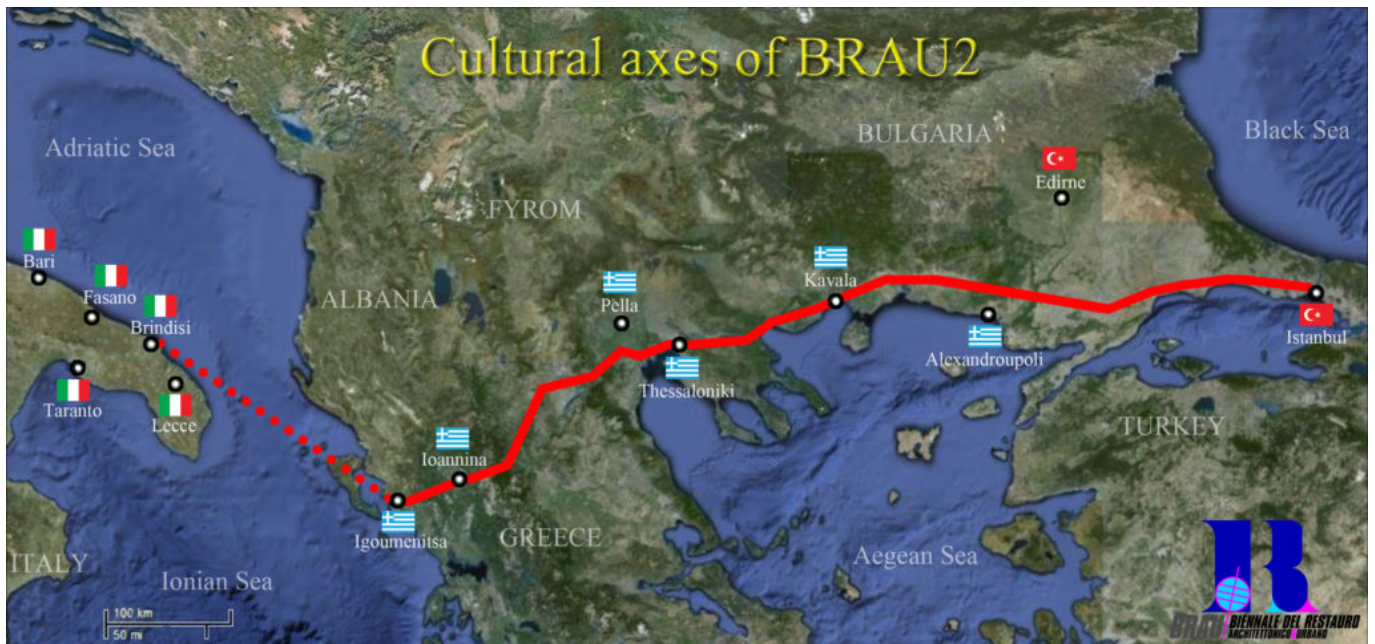 Cultural axes of BRAU2
Adriatic Sea
BULGARIA
Black Sea
Edirne
FYROM
Bari
Fasano
Brindisi
ALBANIA
Pella
Kavala
Istanbul
Alexandroupoli
Thessaloniki
Taranto
Lecce
TURKEY
Ioannina
Igoumenitsa
GREECE
Aegean Sea
ITALY
Ionian Sea
100 km
50 mi
BRAU
BIENNALE DEL RESTAURO
ARCHITETTONICO
URBANO